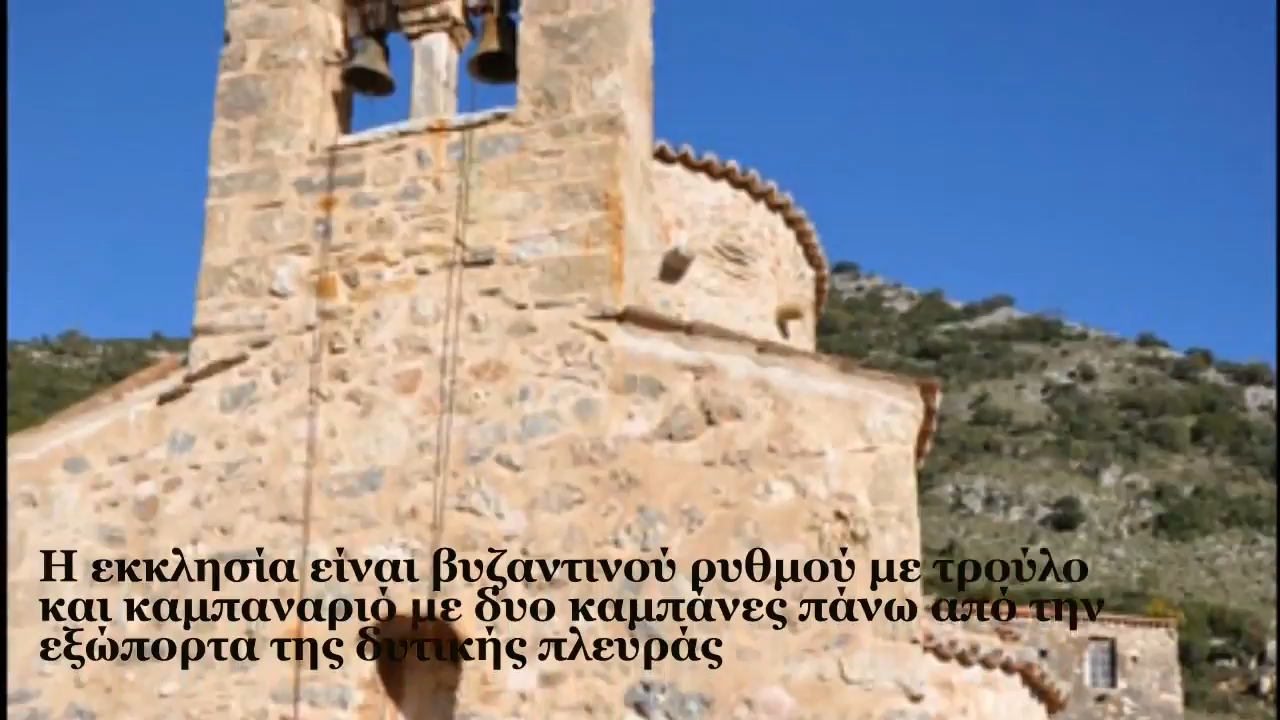 Η εκκλησία είναι βυζαντινού ρυθμού με τρούλο
και καμπαναριό με δυο καμπάνες πάνω από την
εξώπορτα της δυτικής πλευράς